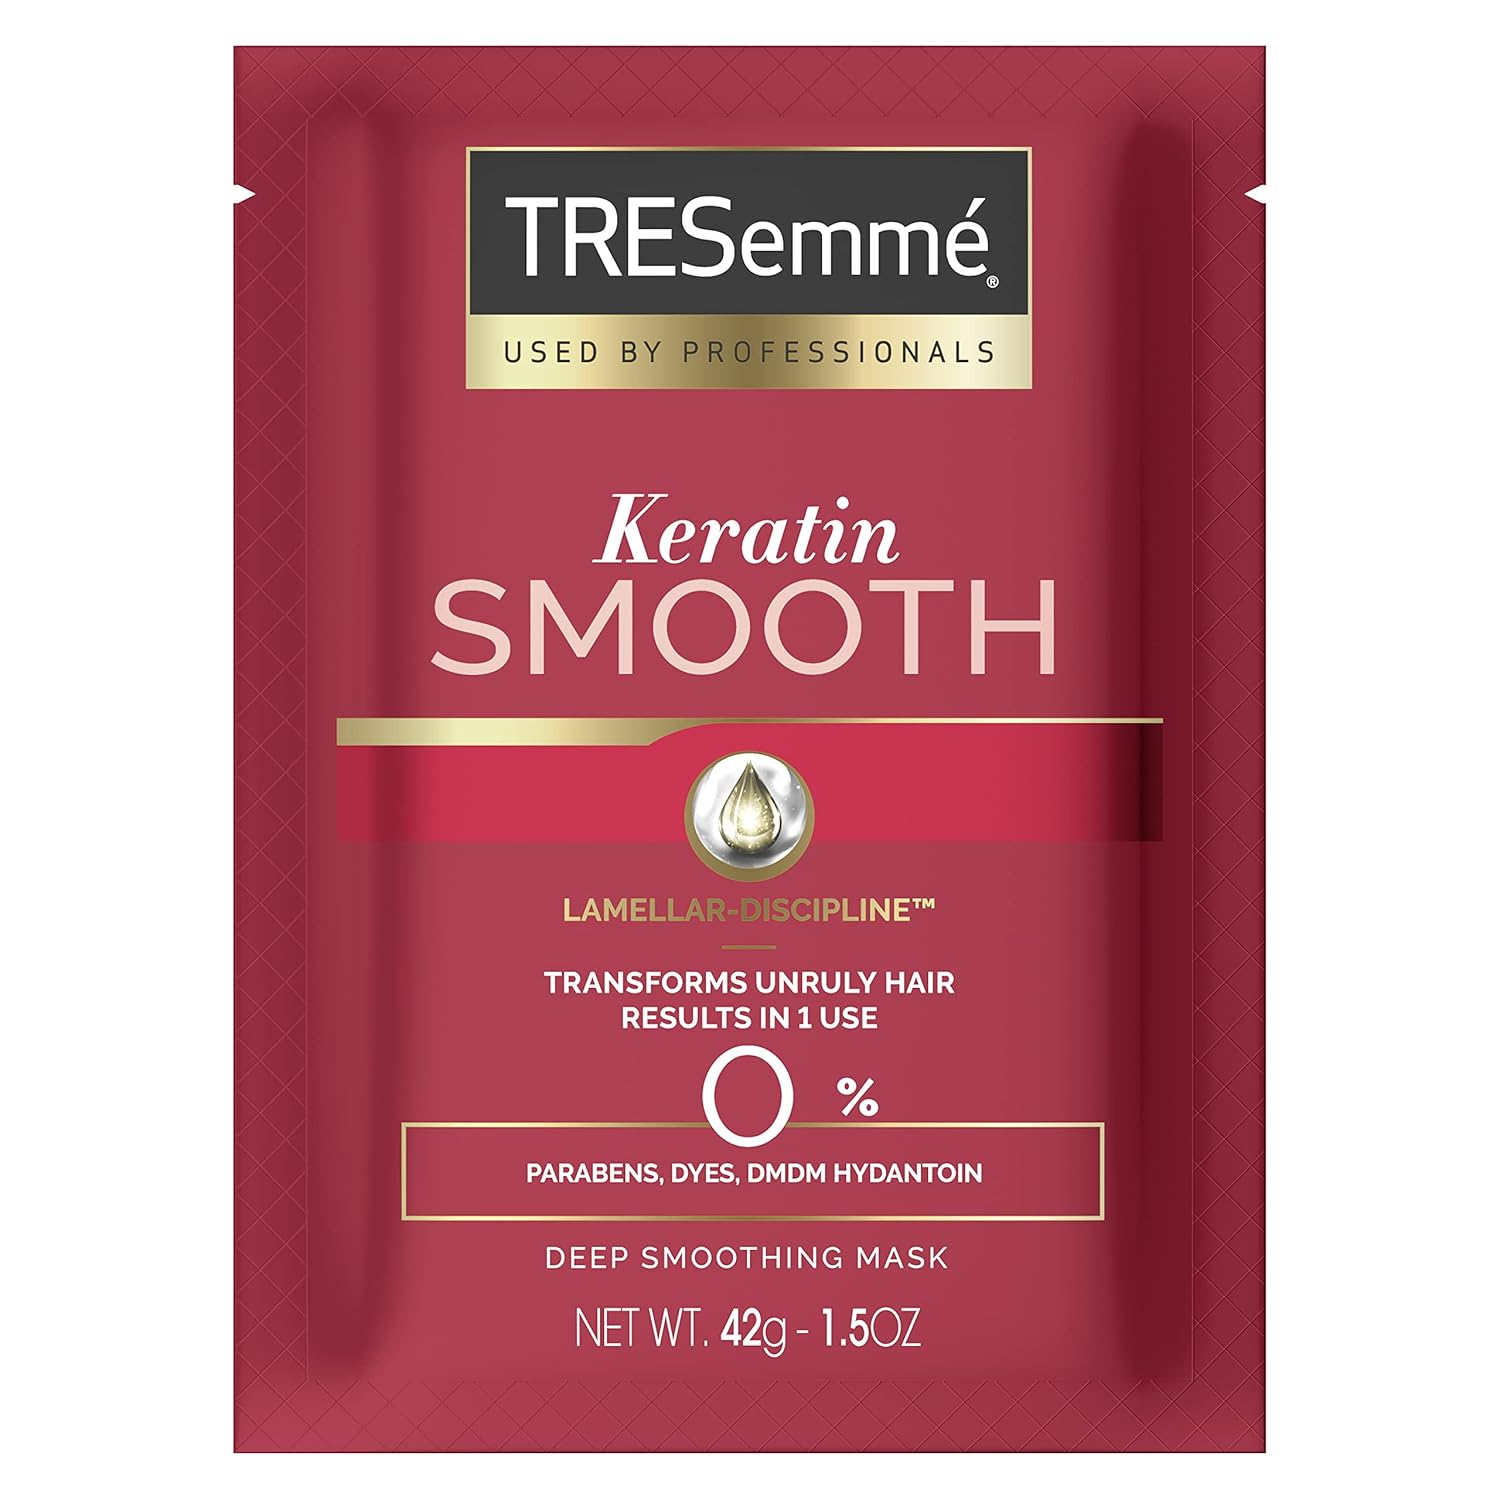 TRESemmé®
USED BY PROFESSIONALS
Keratin
SMOOTH
LAMELLAR-DISCIPLINE™
TRANSFORMS UNRULY HAIR
RESULTS IN 1 USE
0 %
PARABENS, DYES, DMDM HYDANTOIN
DEEP SMOOTHING MASK
NET WT. 42g - 1.5OZ